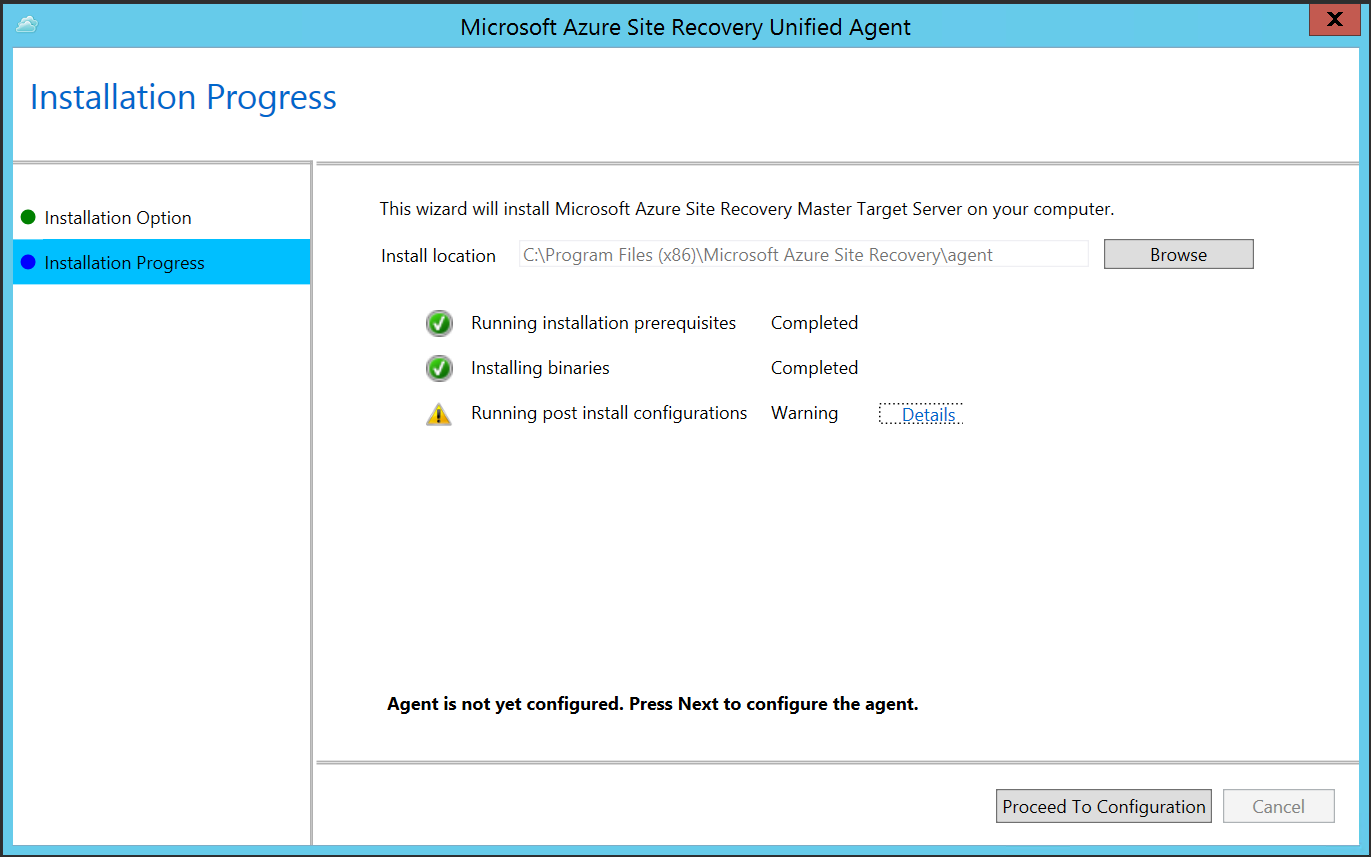 Microsoft Azure Site Recovery Unified Agent
X
Installation Progress
Installation Option
Installation Progress
This wizard will install Microsoft Azure Site Recovery Master Target Server on your computer.
Install location C:\Program Files (x86)\Microsoft Azure Site Recovery\agent Browse
Running installation prerequisites Completed
Installing binaries Completed
Running post install configurations Warning Details
Agent is not yet configured. Press Next to configure the agent.
Proceed To Configuration Cancel